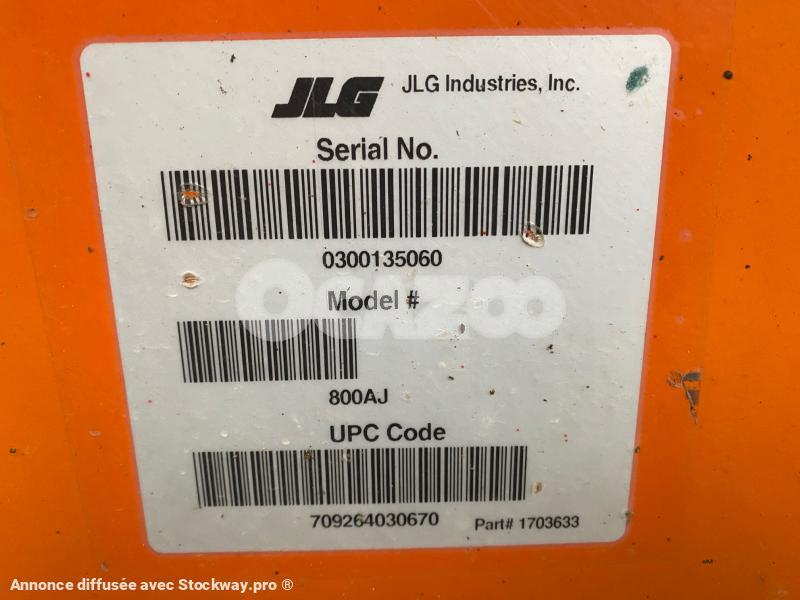 JLG JLG Industries, Inc.
Serial No.
0300135060
Ocazoo
Model #
800AJ
UPC Code
709264030670 Part# 1703633
Annonce diffusée avec Stockway.pro ®